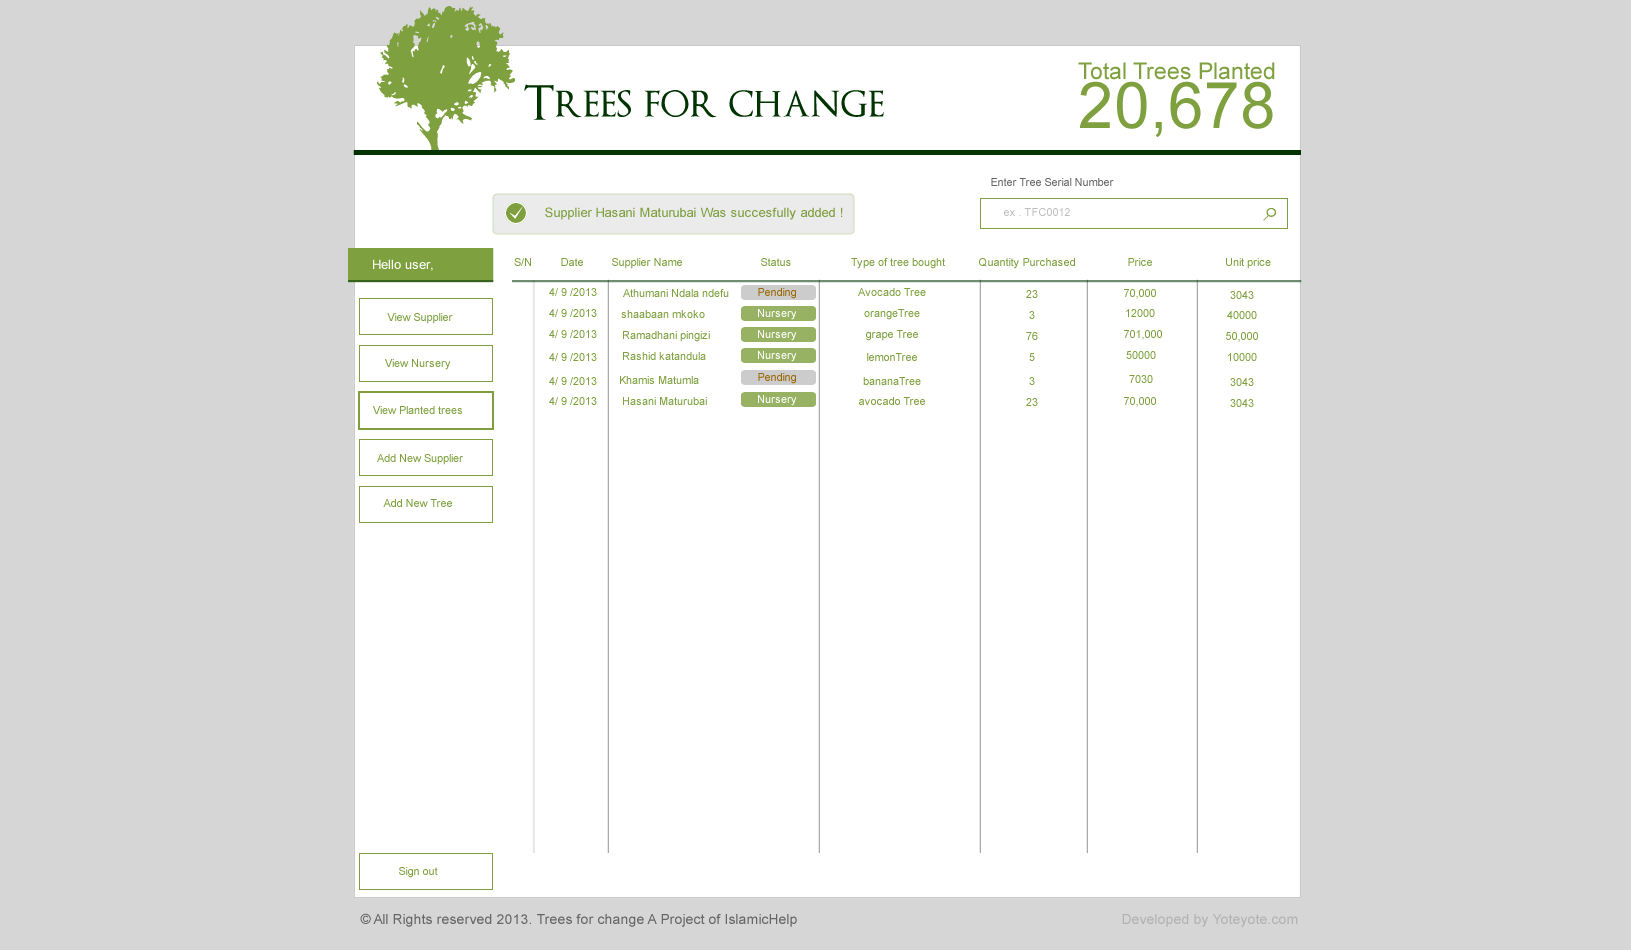 Trees for change
Total Trees Planted
20,678
Enter Tree Serial Number
Supplier Hasani Maturubai Was succesfully added !
ex . TFC0012
Hello user,
S/N Date Supplier Name Status Type of tree bought Quantity Purchased Price Unit price
4/ 9 /2013 Athumani Ndala ndefu Pending Avocado Tree 23 70,000 3043
4/ 9 /2013 shaabaan mkoko Nursery orangeTree 3 12000 40000
4/ 9 /2013 Ramadhani pingizi Nursery grape Tree 76 701,000 50,000
4/ 9 /2013 Rashid katandula Nursery lemonTree 5 50000 10000
4/ 9 /2013 Khamis Matumla Pending bananaTree 3 7030 3043
4/ 9 /2013 Hasani Maturubai Nursery avocado Tree 23 70,000 3043
View Supplier
View Nursery
View Planted trees
Add New Supplier
Add New Tree
Sign out
© All Rights reserved 2013. Trees for change A Project of IslamicHelp
Developed by Yoteyote.com